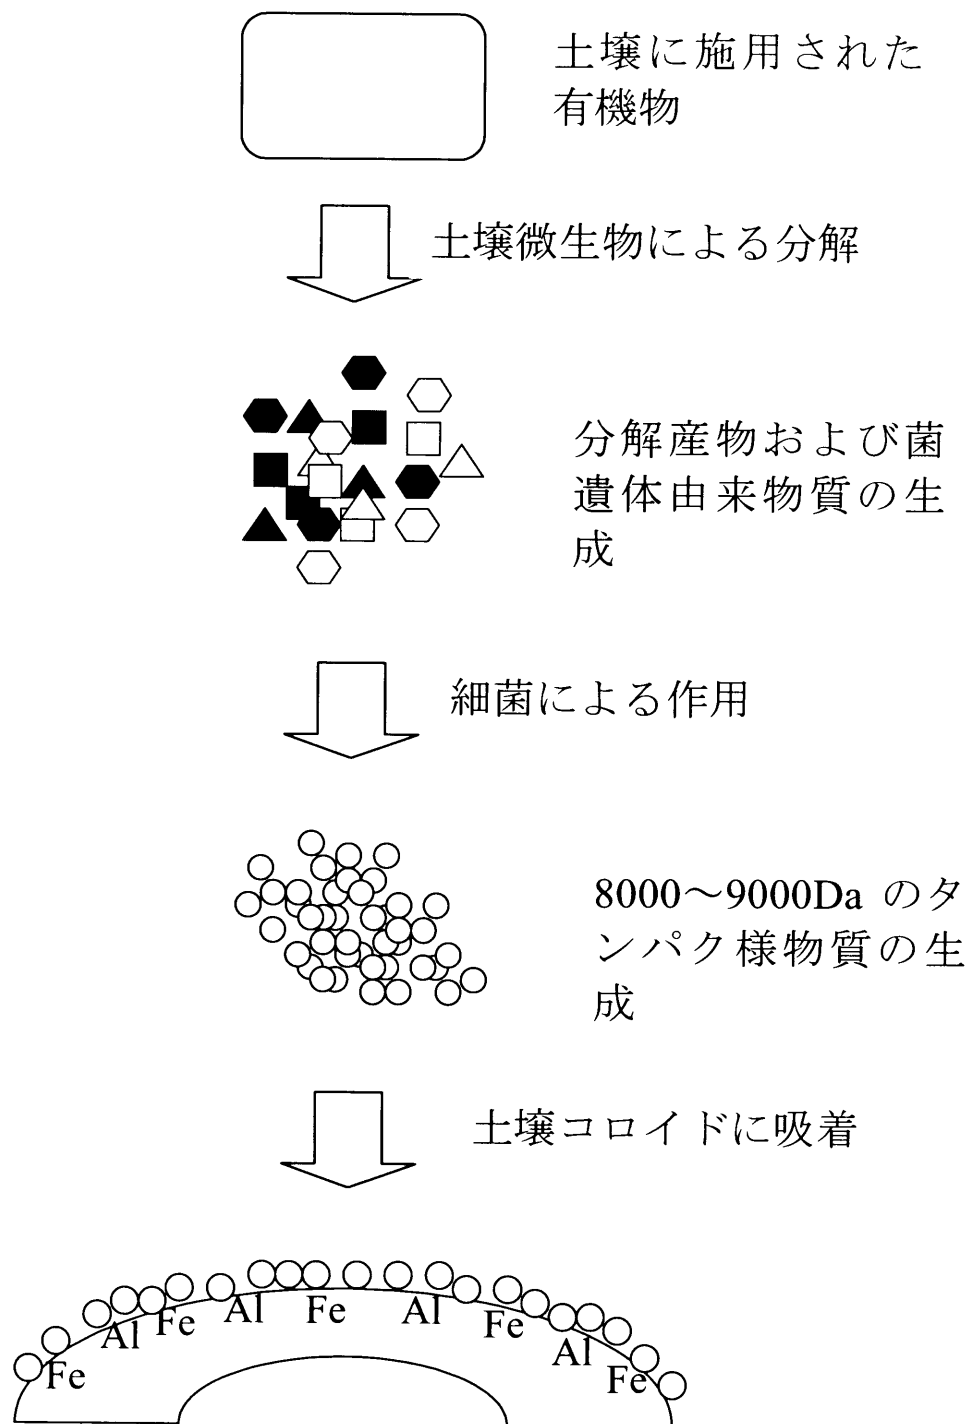 土壌に施用された
有機物
土壌微生物による分解
分解産物および菌
遺体由来物質の生
成
細菌による作用
8000～9000Da のタ
ンパク様物質の生
成
土壌コロイドに吸着
Fe Al Fe Al Fe Al Fe Al Fe